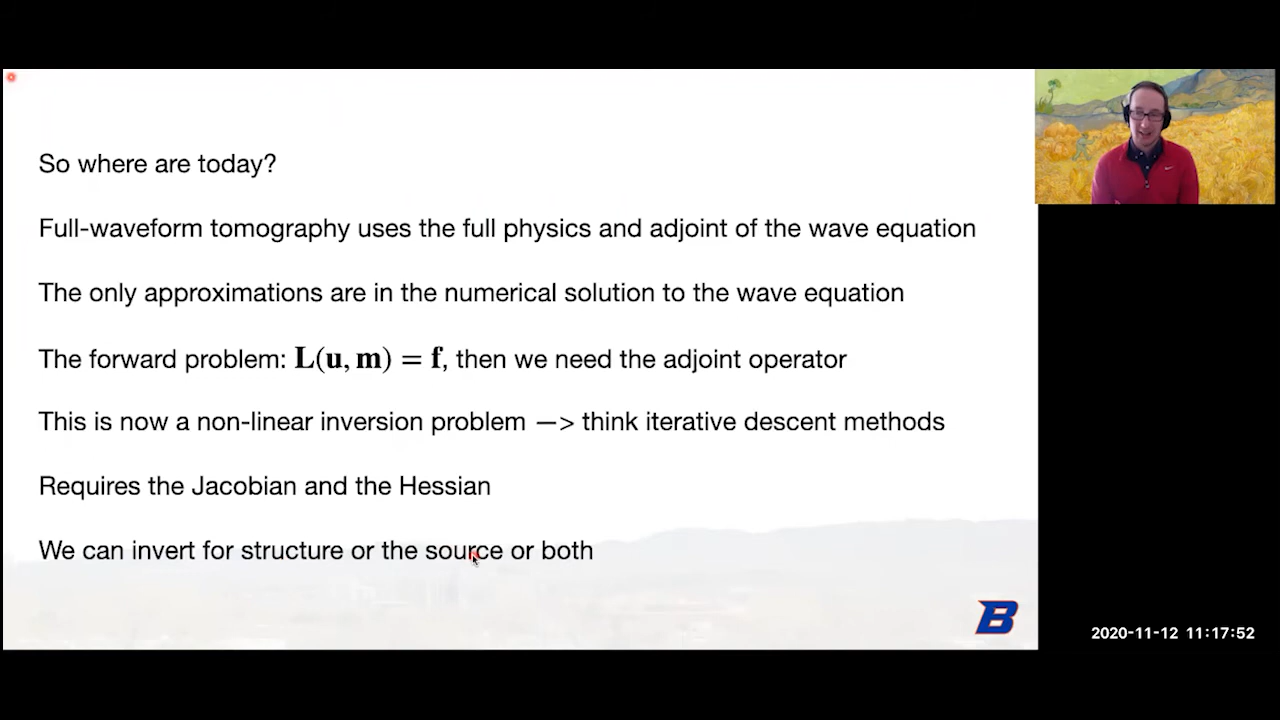 So where are today?
Full-waveform tomography uses the full physics and adjoint of the wave equation
The only approximations are in the numerical solution to the wave equation
The forward problem: L(u, m) = f, then we need the adjoint operator
This is now a non-linear inversion problem —> think iterative descent methods
Requires the Jacobian and the Hessian
We can invert for structure or the source or both
B
2020-11-12 11:17:52